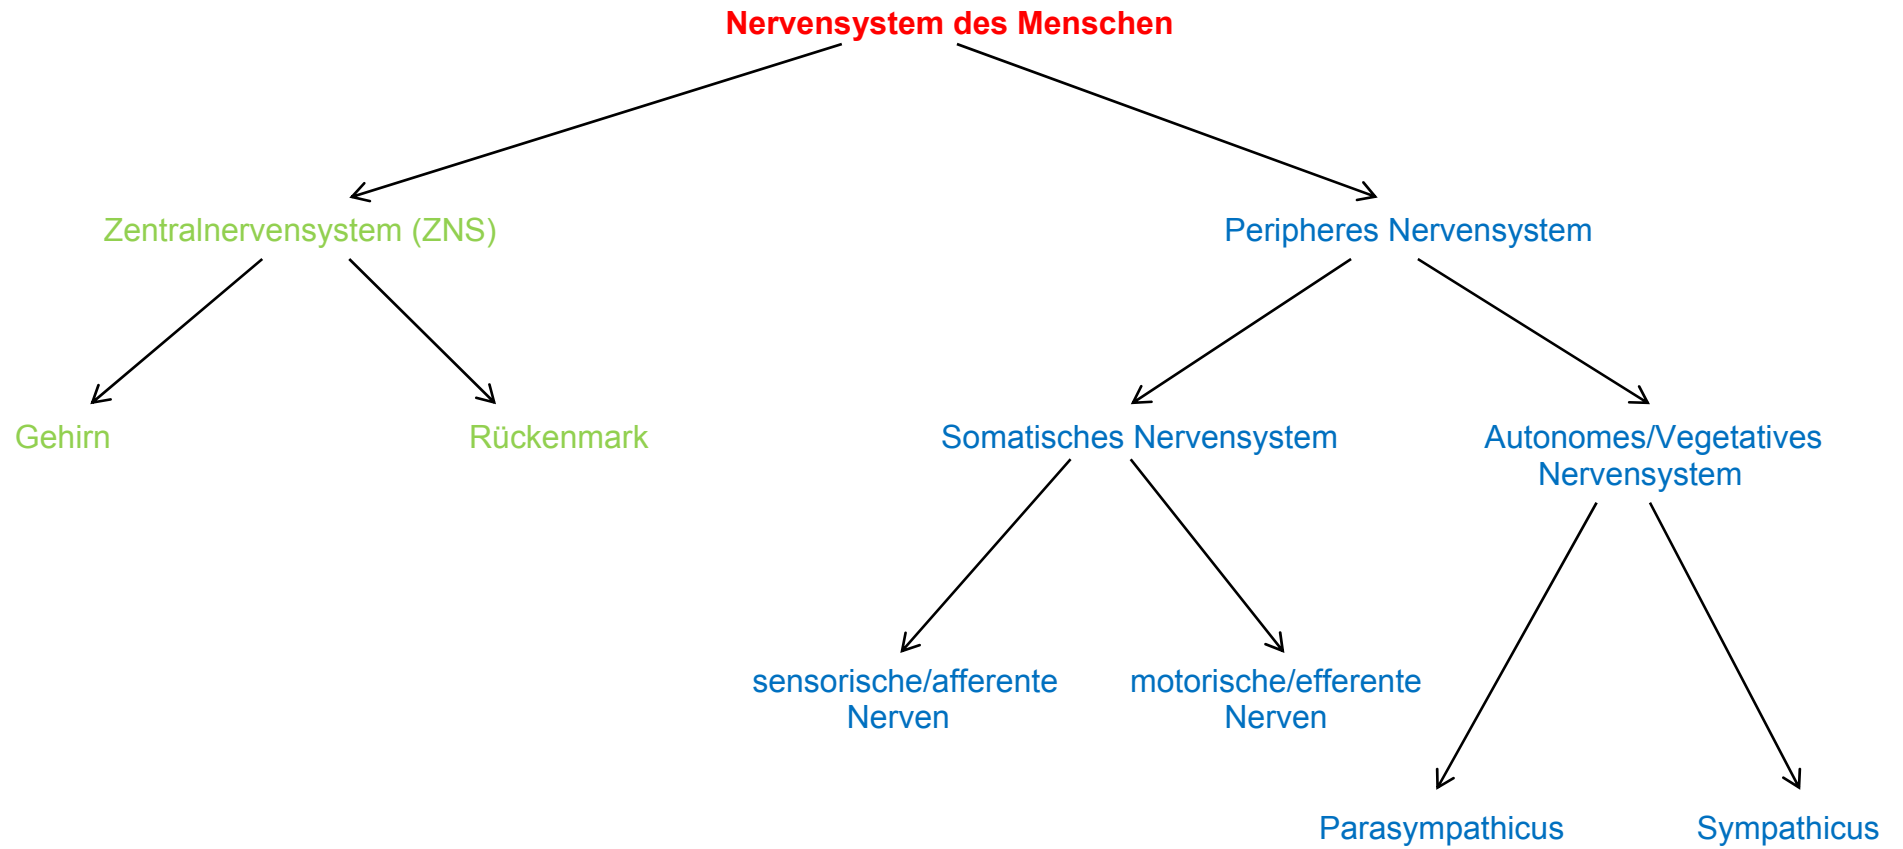 Nervensystem des Menschen
Zentralnervensystem (ZNS)
Peripheres Nervensystem
Gehirn
Rückenmark
Somatisches Nervensystem
Autonomes/Vegetatives
Nervensystem
sensorische/afferente
Nerven
motorische/efferente
Nerven
Parasympathicus
Sympathicus